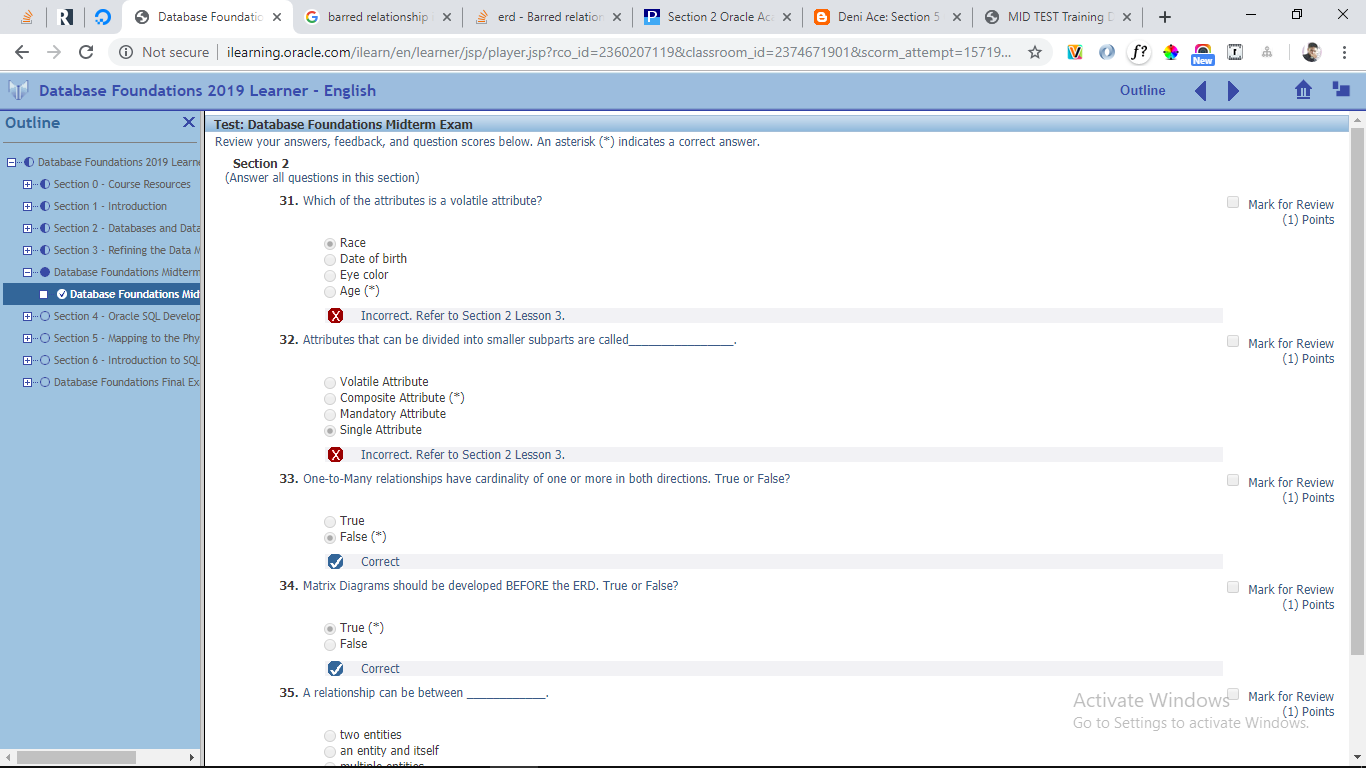 Database Foundatio
barred relationship
erd - Barred relation
Section 2 Oracle Aca
Deni Ace: Section 5
MID TEST Training D
Not secure
ilearning.oracle.com/ilearn/en/learner/jsp/player.jsp?rco_id=2360207119&classroom_id=2374671901&scorm_attempt=15719...
f?
New
Database Foundations 2019 Learner - English
Outline
Outline
Database Foundations 2019 Learne
Section 0 - Course Resources
Section 1 - Introduction
Section 2 - Databases and Data
Section 3 - Refining the Data M
Database Foundations Midterm
Database Foundations Mid
Section 4 - Oracle SQL Develop
Section 5 - Mapping to the Phy
Section 6 - Introduction to SQL
Database Foundations Final Ex
Test: Database Foundations Midterm Exam
Review your answers, feedback, and question scores below. An asterisk (*) indicates a correct answer.
Section 2
(Answer all questions in this section)
31. Which of the attributes is a volatile attribute?
Mark for Review
(1) Points
Race
Date of birth
Eye color
Age (*)
Incorrect. Refer to Section 2 Lesson 3.
32. Attributes that can be divided into smaller subparts are called________________.
Mark for Review
(1) Points
Volatile Attribute
Composite Attribute (*)
Mandatory Attribute
Single Attribute
Incorrect. Refer to Section 2 Lesson 3.
33. One-to-Many relationships have cardinality of one or more in both directions. True or False?
Mark for Review
(1) Points
True
False (*)
Correct
34. Matrix Diagrams should be developed BEFORE the ERD. True or False?
Mark for Review
(1) Points
True (*)
False
Correct
35. A relationship can be between ____________.
Mark for Review
(1) Points
two entities
an entity and itself
multiple entities
Activate Windows
Go to Settings to activate Windows.